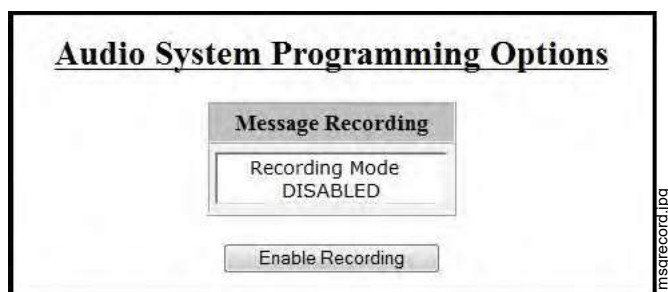 Audio System Programming Options
Message Recording
Recording Mode
DISABLED
Enable Recording
msgrecord.jpg